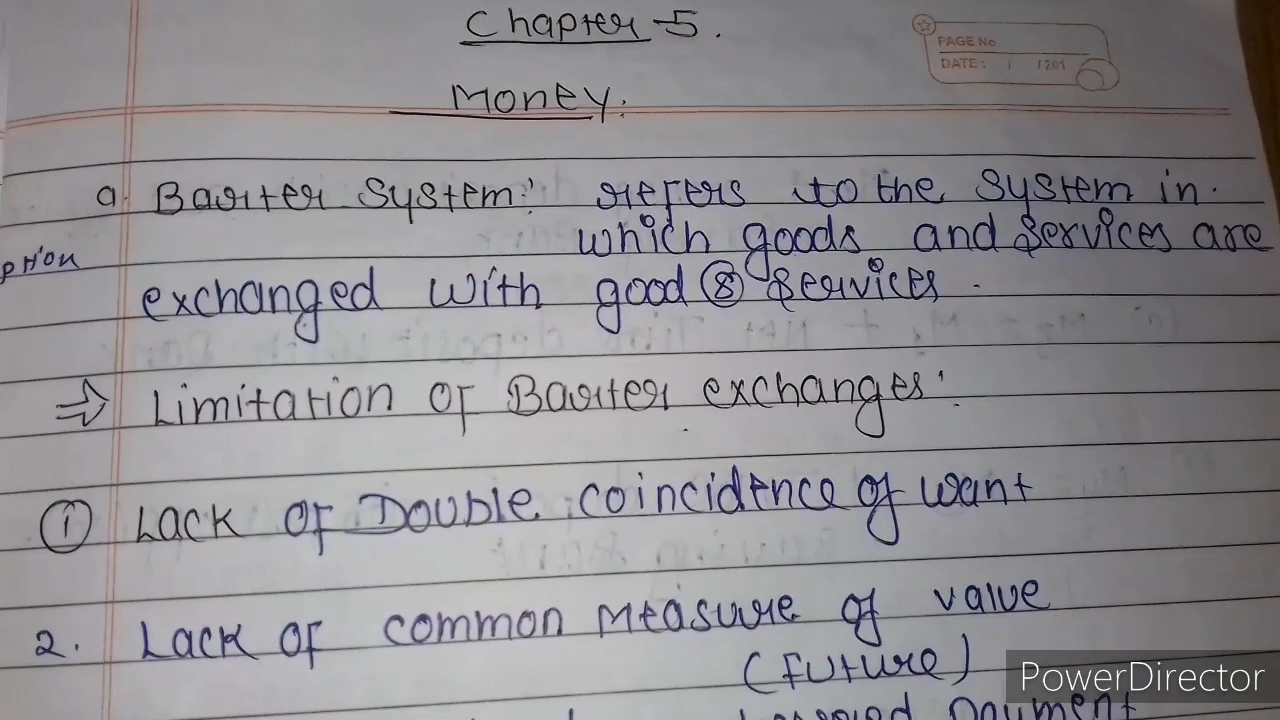 Chapter - 5.
PAGE No
DATE: / /201
Money.
a. Barter System: refers to the System in.
which goods and services are
ption
exchanged with good & services.
⇒ Limitation of Barter exchanges:
① Lack of Double coincidence of want
2. Lack of common measure of value
(Future)
PowerDirector
payment